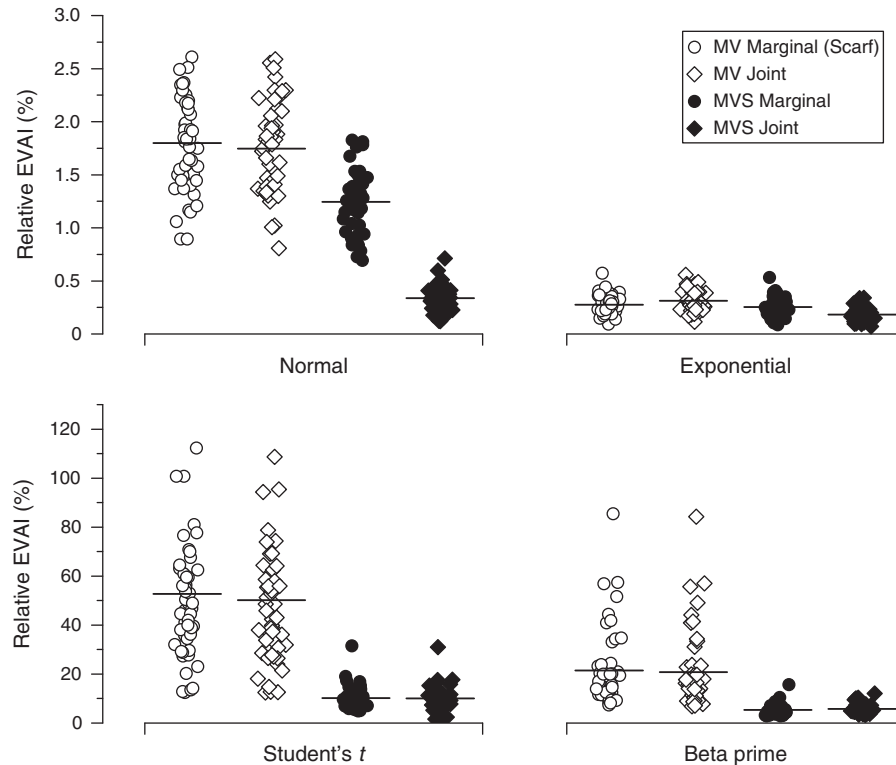 3.0
2.5
2.0
1.5
1.0
0.5
0
Relative EVAI (%)
MV Marginal (Scarf)
MV Joint
MVS Marginal
MVS Joint
Normal
Exponential
120
100
80
60
40
20
0
Relative EVAI (%)
Student's t
Beta prime